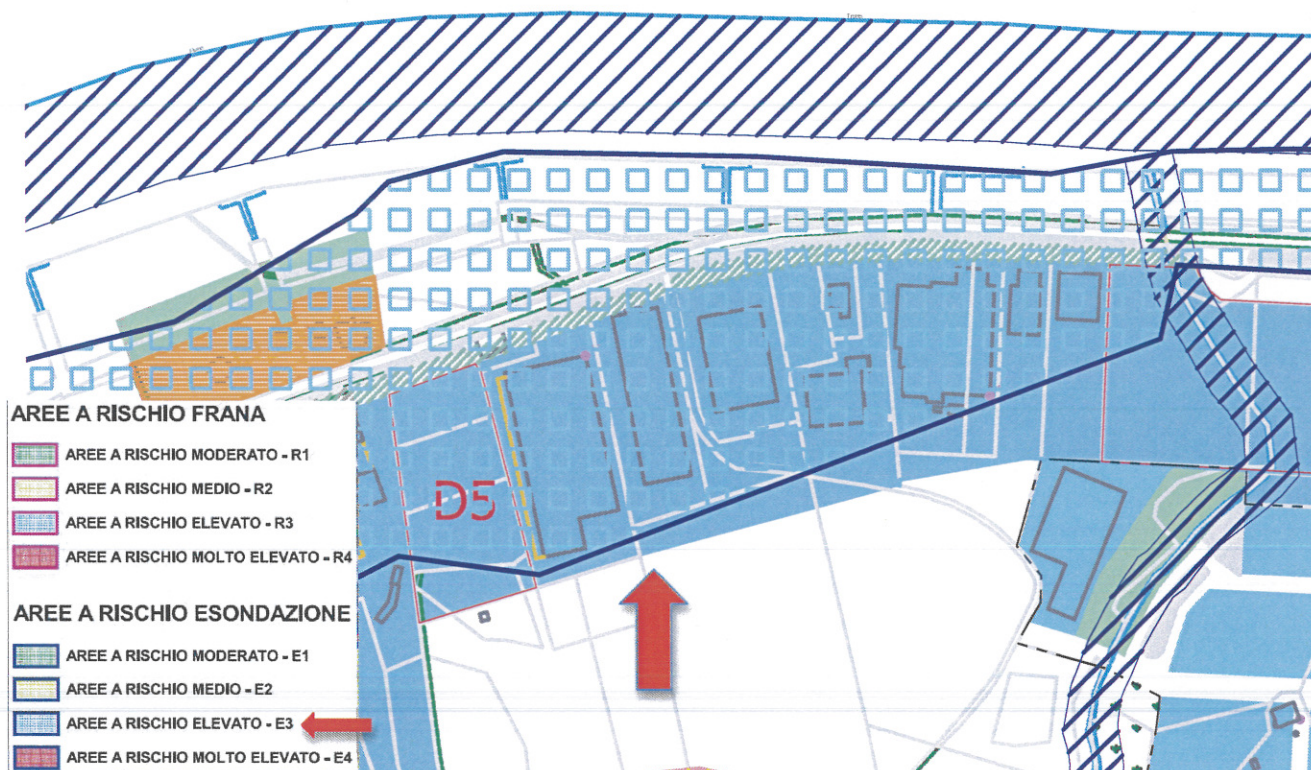 D5
AREE A RISCHIO FRANA
AREE A RISCHIO MODERATO - R1
AREE A RISCHIO MEDIO - R2
AREE A RISCHIO ELEVATO - R3
AREE A RISCHIO MOLTO ELEVATO - R4
AREE A RISCHIO ESONDAZIONE
AREE A RISCHIO MODERATO - E1
AREE A RISCHIO MEDIO - E2
AREE A RISCHIO ELEVATO - E3
AREE A RISCHIO MOLTO ELEVATO - E4